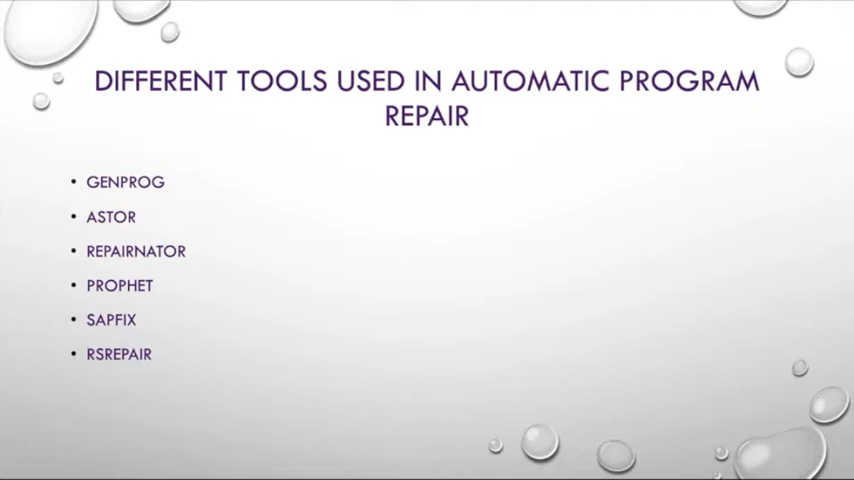 DIFFERENT TOOLS USED IN AUTOMATIC PROGRAM
REPAIR
• GENPROG
• ASTOR
• REPAIRNATOR
• PROPHET
• SAPFIX
• RSREPAIR